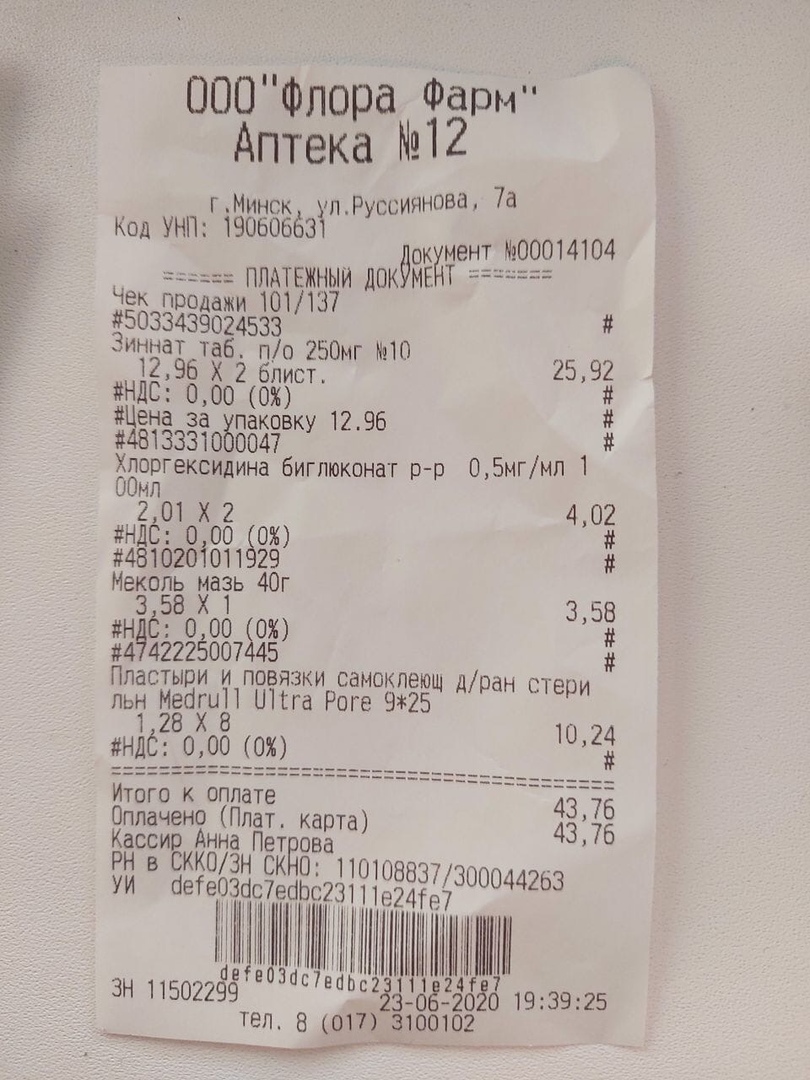 ООО"Флора Фарм"
Аптека №12
г.Минск, ул.Руссиянова, 7а
Код УНП: 190606631
Документ №00014104
====== ПЛАТЕЖНЫЙ ДОКУМЕНТ =======
Чек продажи 101/137
#5033439024533 #
Зиннат таб. п/о 250мг №10
12,96 X 2 блист. 25,92
#НДС: 0,00 (0%) #
#Цена за упаковку 12.96 #
#4813331000047 #
Хлоргексидина биглюконат р-р 0,5мг/мл 1
00мл
2,01 X 2 4,02
#НДС: 0,00 (0%) #
#4810201011929 #
Меколь мазь 40г
3,58 X 1 3,58
#НДС: 0,00 (0%) #
#4742225007445 #
Пластыри и повязки самоклеющ д/ран стери
льн Medrull Ultra Pore 9*25
1,28 X 8 10,24
#НДС: 0,00 (0%) #
========================================
Итого к оплате 43,76
Оплачено (Плат. карта) 43,76
Кассир Анна Петрова
РН в СККО/ЗН СКНО: 110108837/300044263
УИ defe03dc7edbc23111e24fe7
defe03dc7edbc23111e24fe7
ЗН 11502299 23-06-2020 19:39:25
тел. 8 (017) 3100102